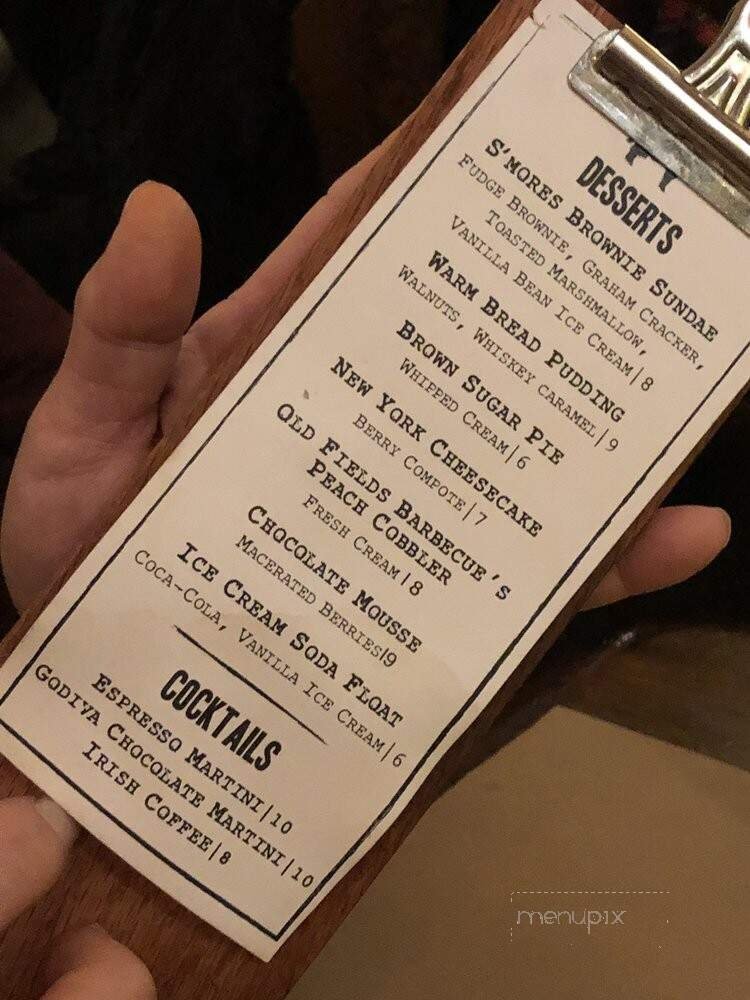 DESSERTS
S'MORES BROWNIE SUNDAE
FUDGE BROWNIE, GRAHAM CRACKER,
TOASTED MARSHMALLOW,
VANILLA BEAN ICE CREAM|8
WARM BREAD PUDDING
WALNUTS, WHISKEY CARAMEL|9
BROWN SUGAR PIE
WHIPPED CREAM|6
NEW YORK CHEESECAKE
BERRY COMPOTE|7
OLD FIELDS BARBECUE'S
PEACH COBBLER
FRESH CREAM|8
CHOCOLATE MOUSSE
MACERATED BERRIES|9
ICE CREAM SODA FLOAT
COCA-COLA, VANILLA ICE CREAM|6
COCKTAILS
ESPRESSO MARTINI|10
GODIVA CHOCOLATE MARTINI|10
IRISH COFFEE|8
menupix